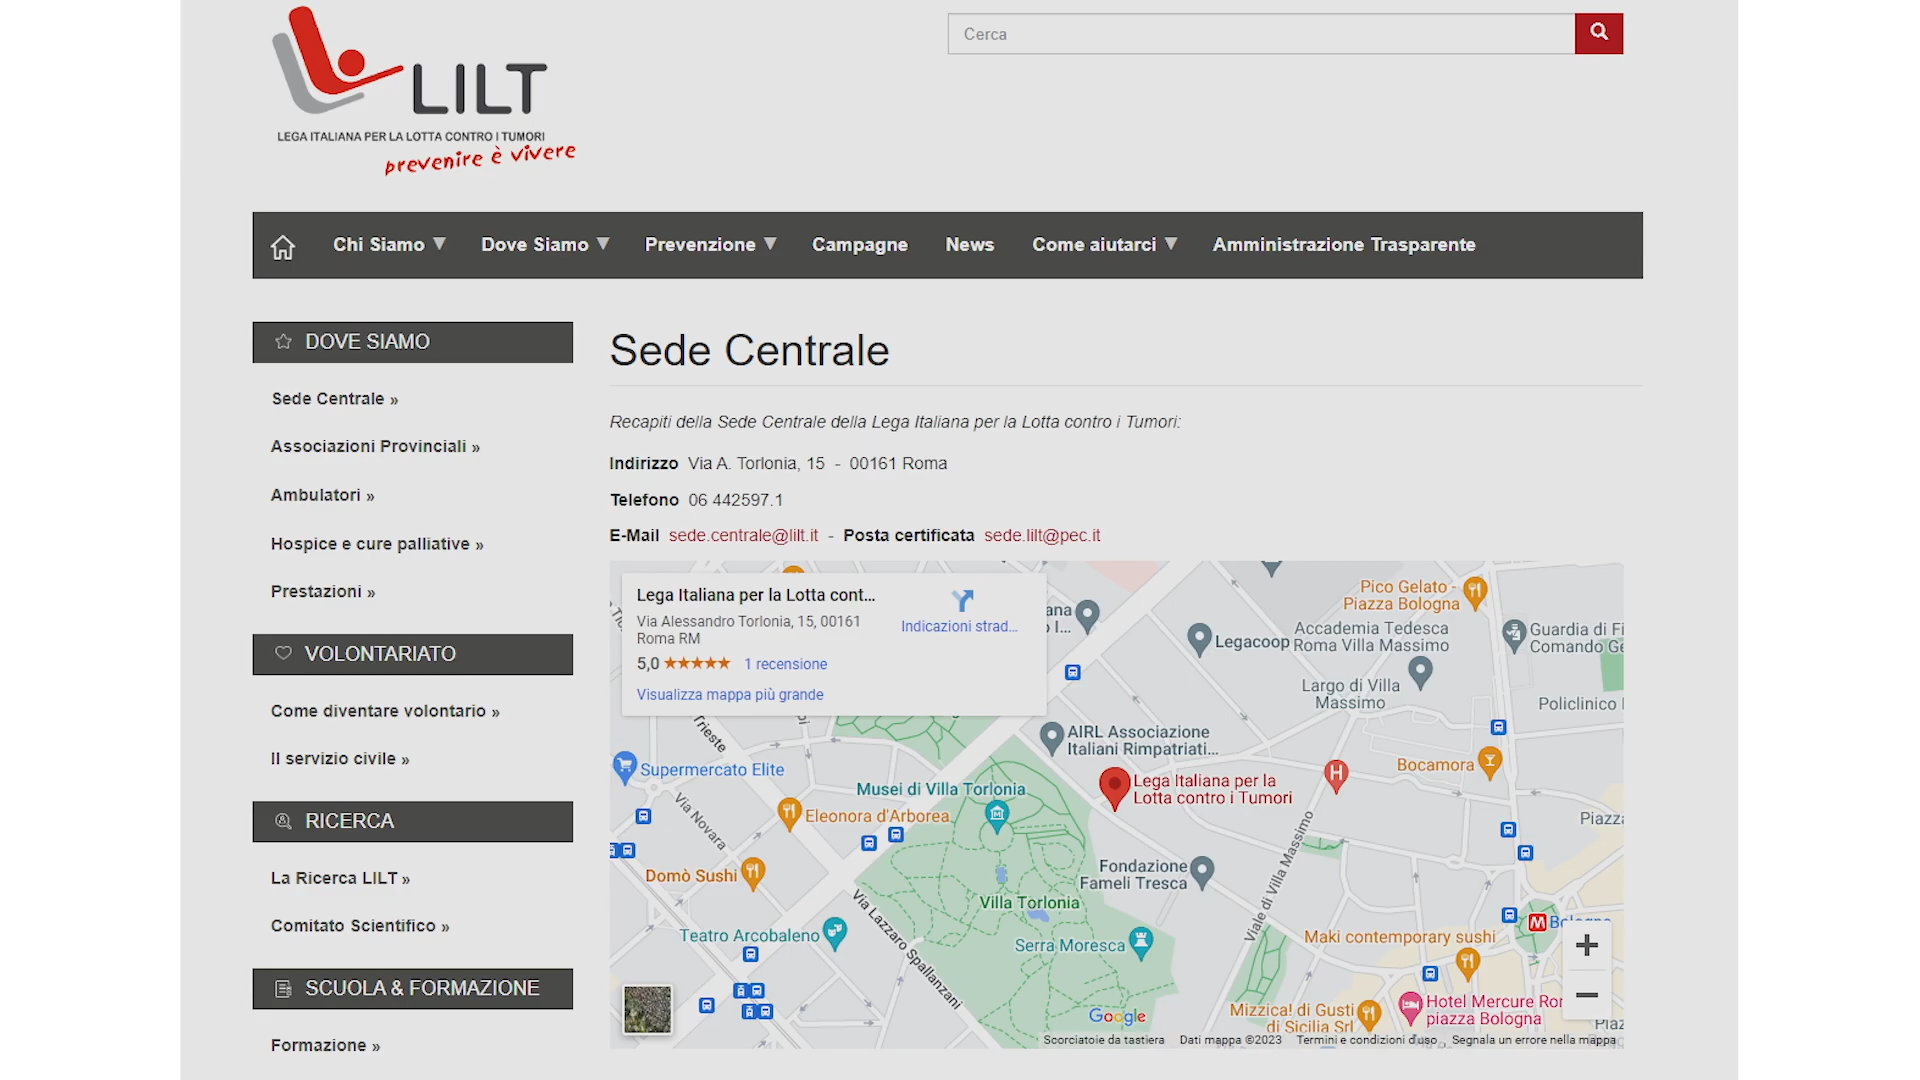 LILT
LEGA ITALIANA PER LA LOTTA CONTRO I TUMORI
prevenire è vivere
Cerca
Chi Siamo ▼
Dove Siamo ▼
Prevenzione ▼
Campagne
News
Come aiutarci ▼
Amministrazione Trasparente
DOVE SIAMO
Sede Centrale »
Associazioni Provinciali »
Ambulatori »
Hospice e cure palliative »
Prestazioni »
VOLONTARIATO
Come diventare volontario »
Il servizio civile »
RICERCA
La Ricerca LILT »
Comitato Scientifico »
SCUOLA & FORMAZIONE
Formazione »
Sede Centrale
Recapiti della Sede Centrale della Lega Italiana per la Lotta contro i Tumori:
Indirizzo Via A. Torlonia, 15 - 00161 Roma
Telefono 06 442597.1
E-Mail sede.centrale@lilt.it - Posta certificata sede.lilt@pec.it
Lega Italiana per la Lotta cont...
Via Alessandro Torlonia, 15, 00161
Roma RM
5,0 ★★★★★ 1 recensione
Visualizza mappa più grande
Indicazioni strad...
Pico Gelato -
Piazza Bologna
Legacoop
Accademia Tedesca
Roma Villa Massimo
Guardia di Fi
Comando Ge
Largo di Villa
Massimo
Policlinico
AIRL Associazione
Italiani Rimpatriati...
Trieste
Supermercato Elite
Musei di Villa Torlonia
Lega Italiana per la
Lotta contro i Tumori
H
Bocamora
Eleonora d'Arborea
Via Novara
Piazza
Domò Sushi
Fondazione
Fameli Tresca
Viale di Villa Massimo
Villa Torlonia
Via Lazzaro Spallanzani
Teatro Arcobaleno
Serra Moresca
Maki contemporary sushi
M
Mizzica! di Gusti
di Sicilia Srl
Hotel Mercure Ror
piazza Bologna
+
−
Google
Scorciatoie da tastiera
Dati mappa ©2023
Termini e condizioni d'uso
Segnala un errore nella mappa